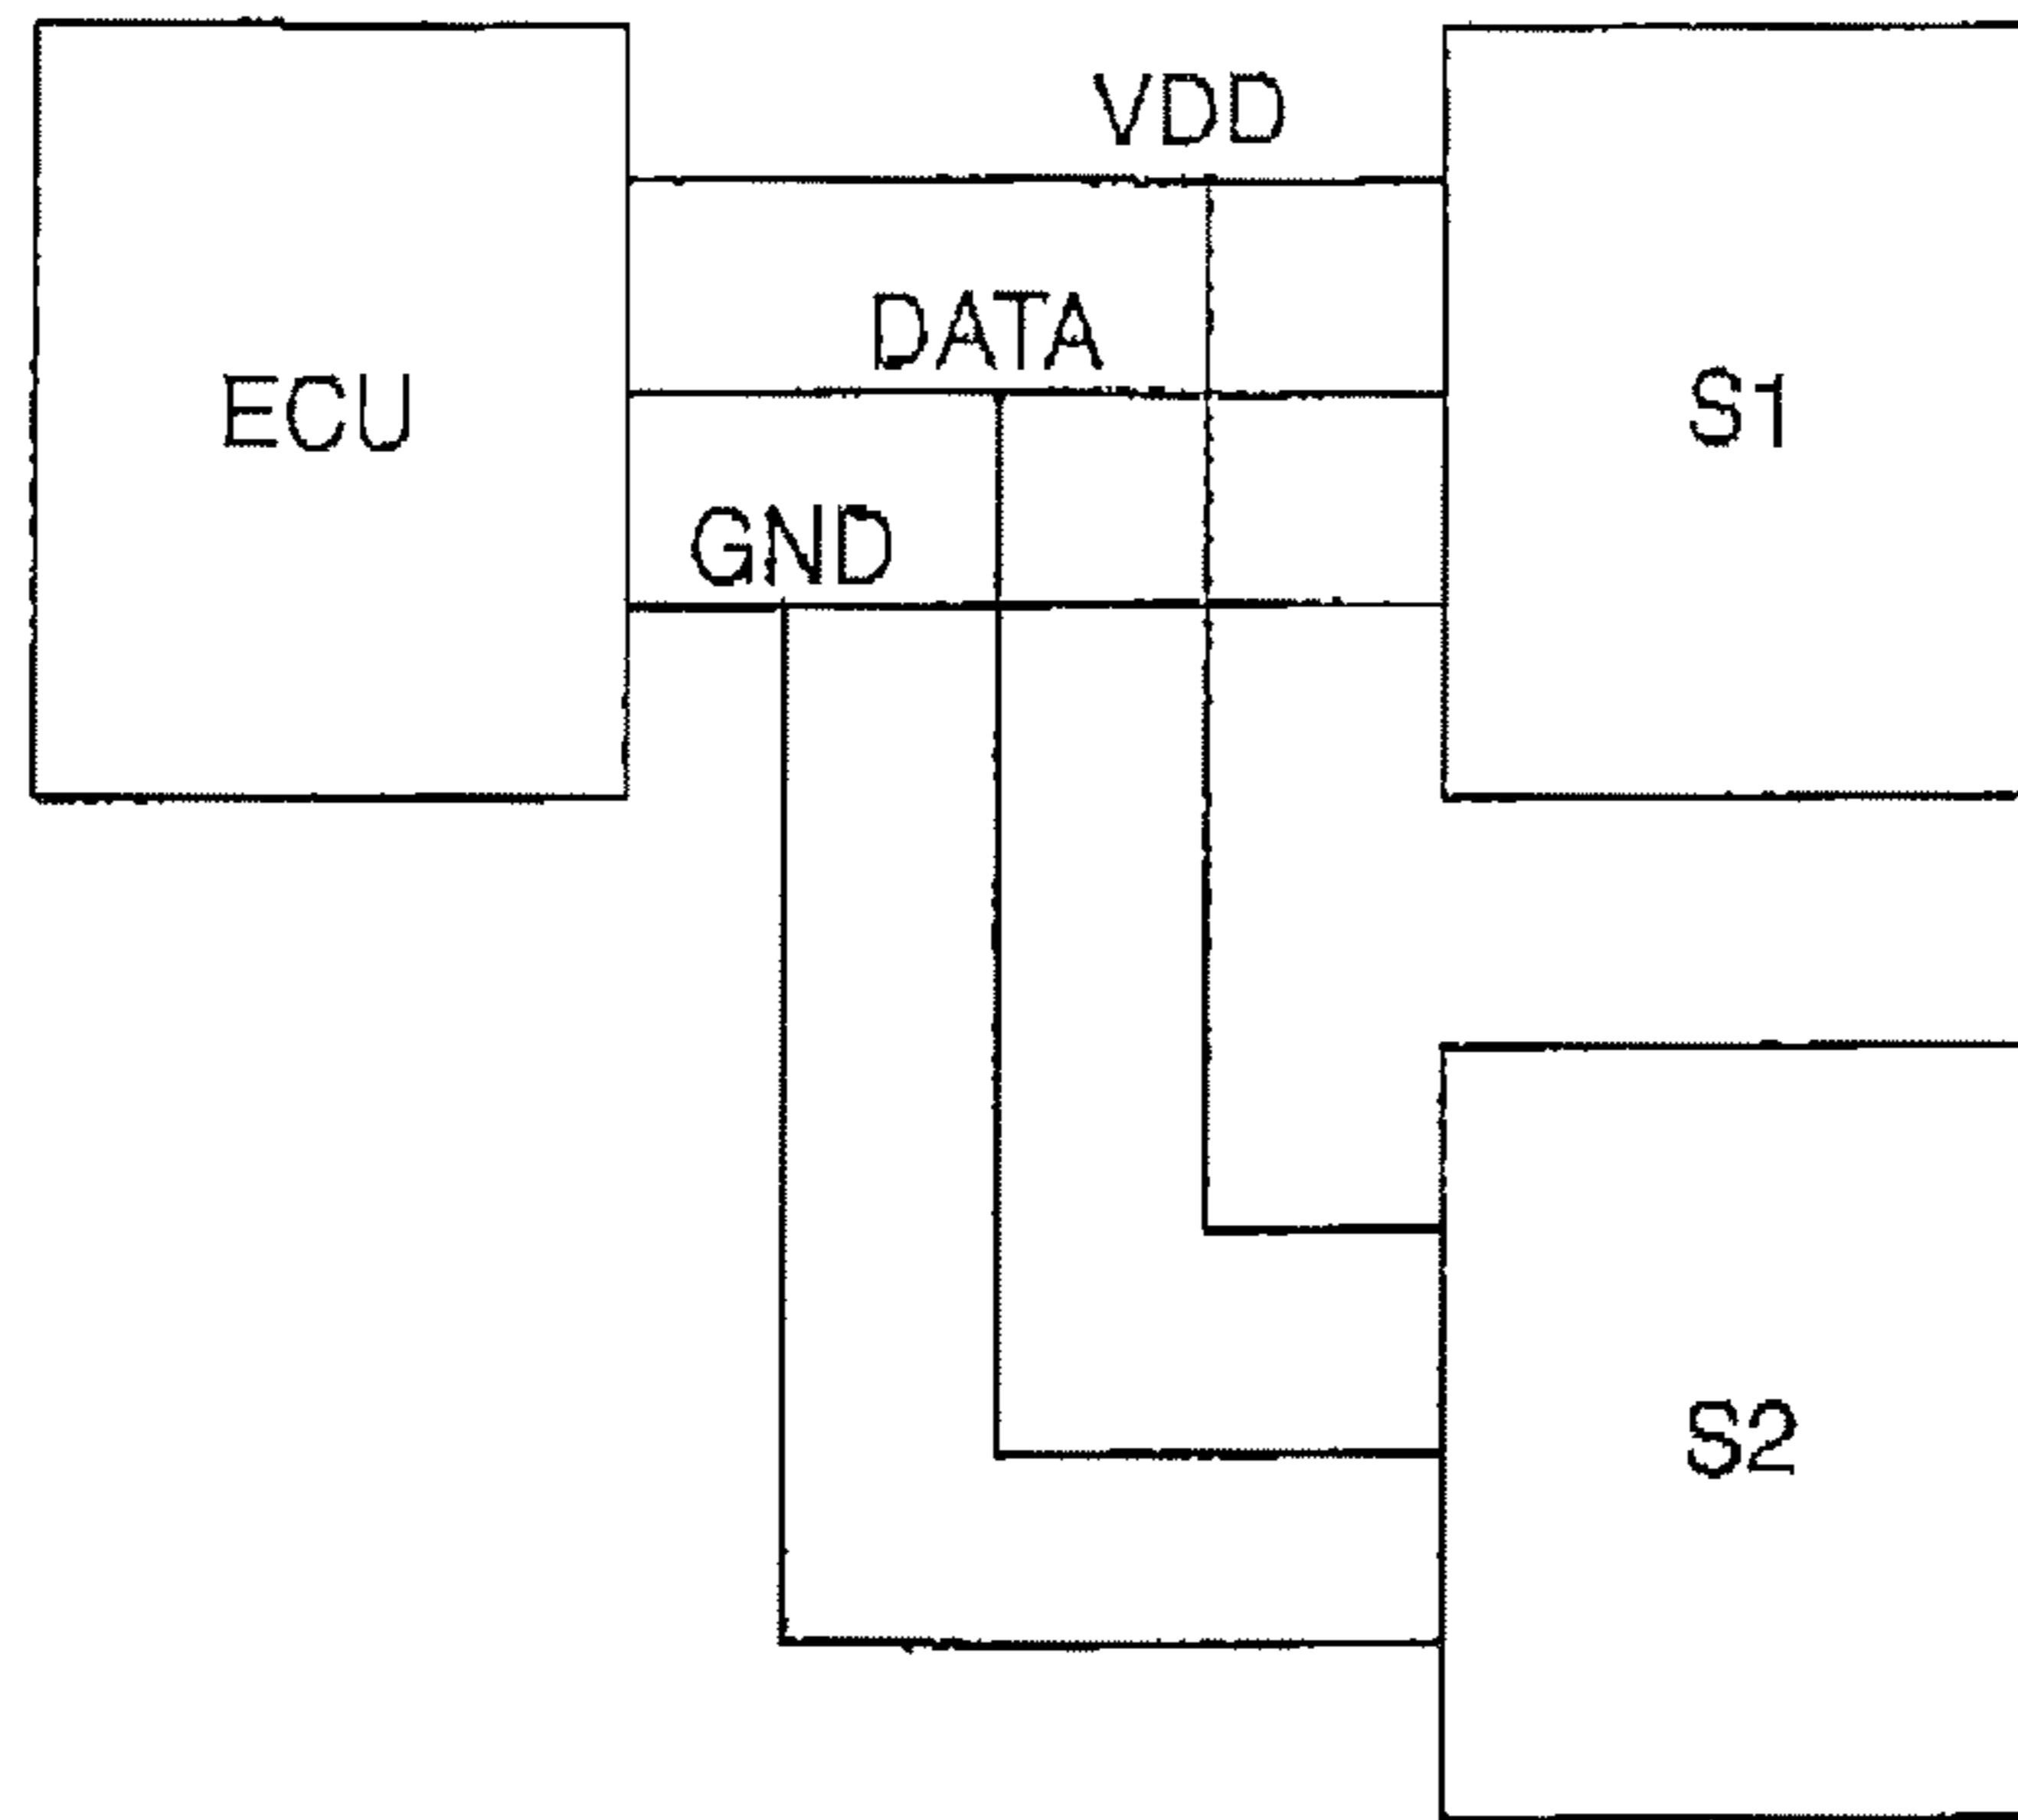 VDD
DATA
ECU
S1
GND
S2